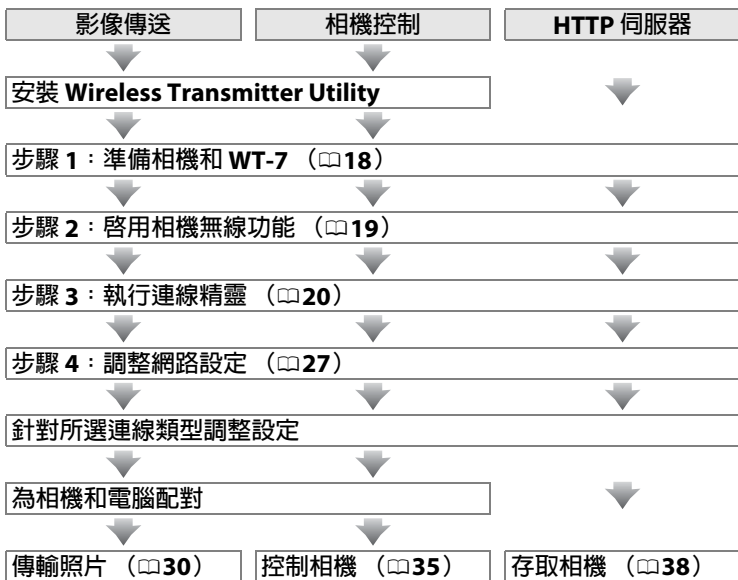 影像傳送 相機控制 HTTP 伺服器
安裝 Wireless Transmitter Utility
步驟 1：準備相機和 WT-7 （📖18）
步驟 2：啓用相機無線功能 （📖19）
步驟 3：執行連線精靈 （📖20）
步驟 4：調整網路設定 （📖27）
針對所選連線類型調整設定
為相機和電腦配對
傳輸照片 （📖30） 控制相機 （📖35） 存取相機 （📖38）